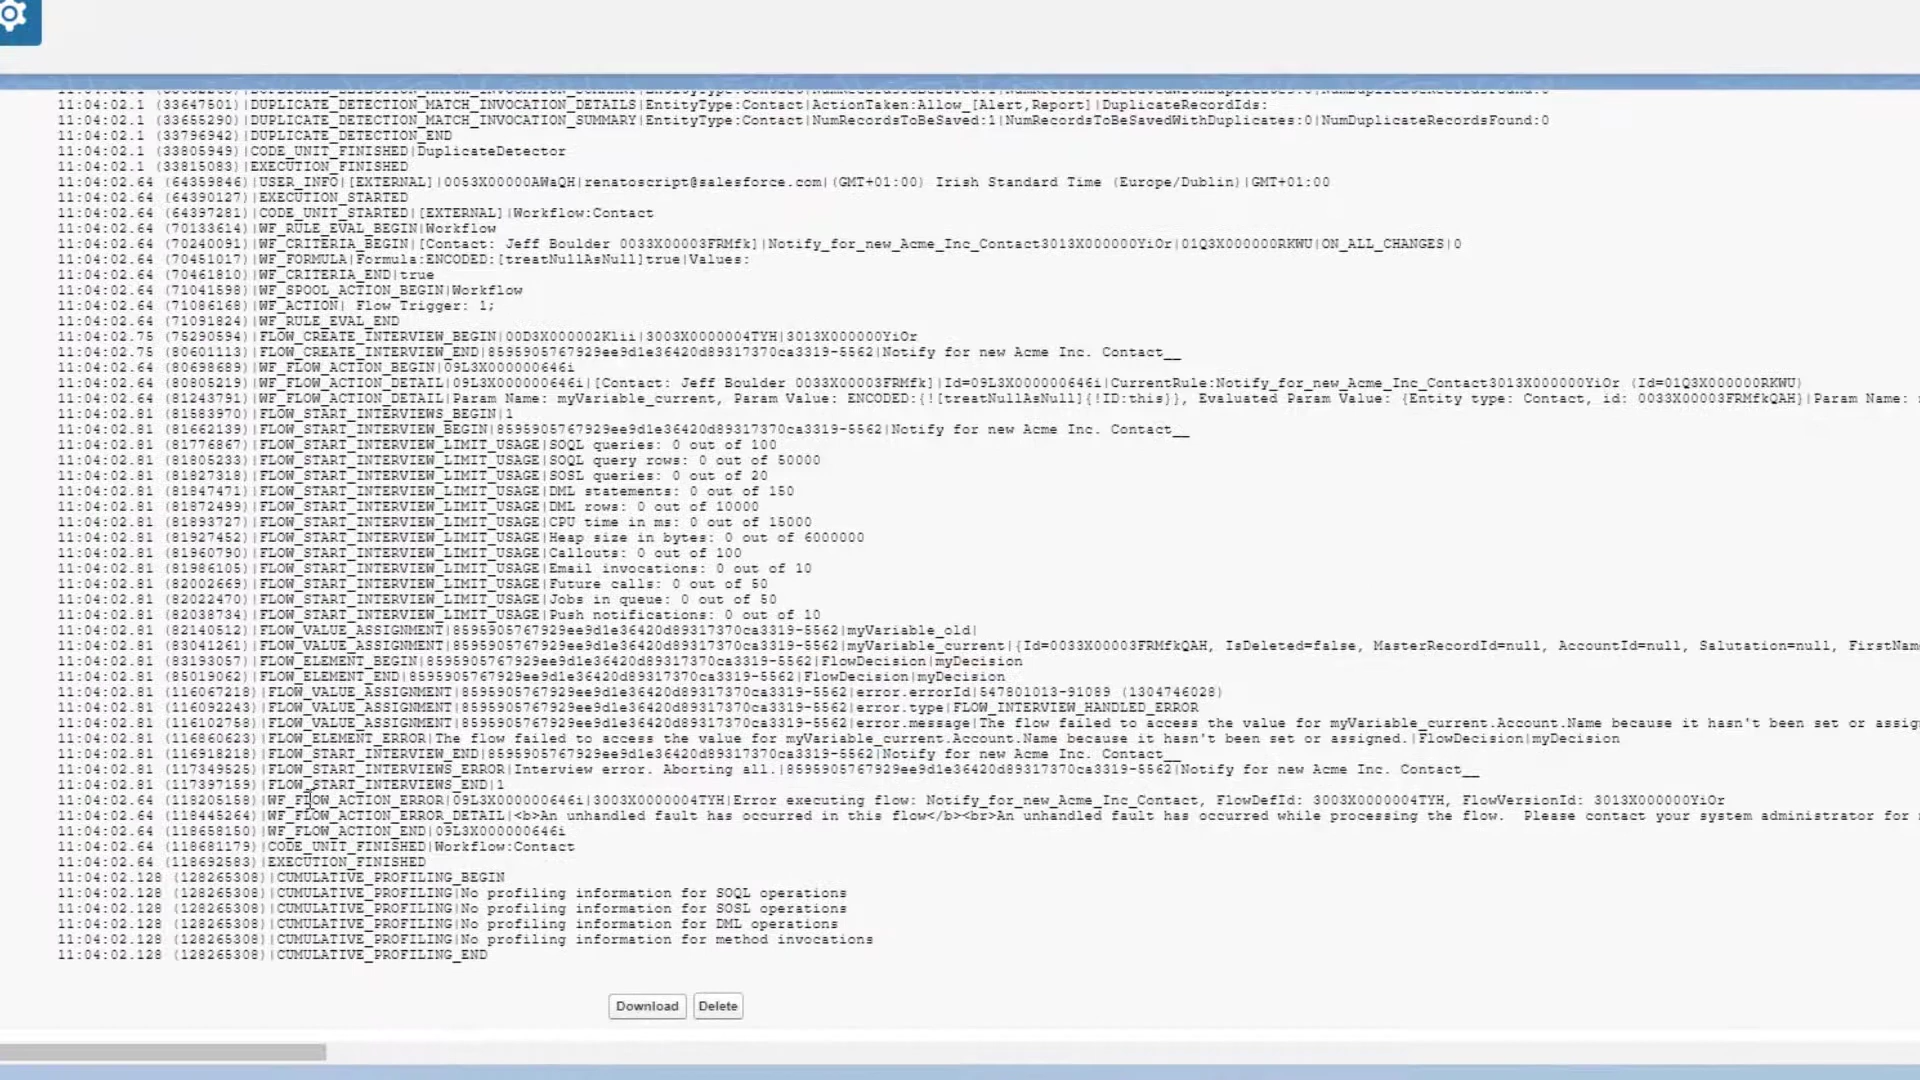 11:04:02.1 (33647501)|DUPLICATE_DETECTION_MATCH_INVOCATION_DETAILS|EntityType:Contact|ActionTaken:Allow_[Alert,Report]|DuplicateRecordIds:
11:04:02.1 (33655290)|DUPLICATE_DETECTION_MATCH_INVOCATION_SUMMARY|EntityType:Contact|NumRecordsToBeSaved:1|NumRecordsToBeSavedWithDuplicates:0|NumDuplicateRecordsFound:0
11:04:02.1 (33796942)|DUPLICATE_DETECTION_END
11:04:02.1 (33805949)|CODE_UNIT_FINISHED|DuplicateDetector
11:04:02.1 (33815083)|EXECUTION_FINISHED
11:04:02.64 (64359846)|USER_INFO|[EXTERNAL]|0053X00000AWaQH|renatoscript@salesforce.com|(GMT+01:00) Irish Standard Time (Europe/Dublin)|GMT+01:00
11:04:02.64 (64390127)|EXECUTION_STARTED
11:04:02.64 (64397281)|CODE_UNIT_STARTED|[EXTERNAL]|Workflow:Contact
11:04:02.64 (70133614)|WF_RULE_EVAL_BEGIN|Workflow
11:04:02.64 (70240091)|WF_CRITERIA_BEGIN|[Contact: Jeff Boulder 0033X00003FRMfk]|Notify_for_new_Acme_Inc_Contact3013X000000YiOr|01Q3X000000RKWU|ON_ALL_CHANGES|0
11:04:02.64 (70451017)|WF_FORMULA|Formula:ENCODED:[treatNullAsNull]true|Values:
11:04:02.64 (70461810)|WF_CRITERIA_END|true
11:04:02.64 (71041598)|WF_SPOOL_ACTION_BEGIN|Workflow
11:04:02.64 (71086168)|WF_ACTION| Flow Trigger: 1;
11:04:02.64 (71091824)|WF_RULE_EVAL_END
11:04:02.75 (75290594)|FLOW_CREATE_INTERVIEW_BEGIN|00D3X000002Klii|3003X0000004TYH|3013X000000YiOr
11:04:02.75 (80601113)|FLOW_CREATE_INTERVIEW_END|8595905767929ee9d1e36420d89317370ca3319-5562|Notify for new Acme Inc. Contact__
11:04:02.64 (80698689)|WF_FLOW_ACTION_BEGIN|09L3X000000646i
11:04:02.64 (80805219)|WF_FLOW_ACTION_DETAIL|09L3X000000646i|[Contact: Jeff Boulder 0033X00003FRMfk]|Id=09L3X000000646i|CurrentRule:Notify_for_new_Acme_Inc_Contact3013X000000YiOr (Id=01Q3X000000RKWU)
11:04:02.64 (81243791)|WF_FLOW_ACTION_DETAIL|Param Name: myVariable_current, Param Value: ENCODED:{![treatNullAsNull]{!ID:this}}, Evaluated Param Value: {Entity type: Contact, id: 0033X00003FRMfkQAH}|Param Name:
11:04:02.81 (81583970)|FLOW_START_INTERVIEWS_BEGIN|1
11:04:02.81 (81662139)|FLOW_START_INTERVIEW_BEGIN|8595905767929ee9d1e36420d89317370ca3319-5562|Notify for new Acme Inc. Contact__
11:04:02.81 (81776867)|FLOW_START_INTERVIEW_LIMIT_USAGE|SOQL queries: 0 out of 100
11:04:02.81 (81805233)|FLOW_START_INTERVIEW_LIMIT_USAGE|SOQL query rows: 0 out of 50000
11:04:02.81 (81827318)|FLOW_START_INTERVIEW_LIMIT_USAGE|SOSL queries: 0 out of 20
11:04:02.81 (81847471)|FLOW_START_INTERVIEW_LIMIT_USAGE|DML statements: 0 out of 150
11:04:02.81 (81872499)|FLOW_START_INTERVIEW_LIMIT_USAGE|DML rows: 0 out of 10000
11:04:02.81 (81893727)|FLOW_START_INTERVIEW_LIMIT_USAGE|CPU time in ms: 0 out of 15000
11:04:02.81 (81927452)|FLOW_START_INTERVIEW_LIMIT_USAGE|Heap size in bytes: 0 out of 6000000
11:04:02.81 (81960790)|FLOW_START_INTERVIEW_LIMIT_USAGE|Callouts: 0 out of 100
11:04:02.81 (81986105)|FLOW_START_INTERVIEW_LIMIT_USAGE|Email invocations: 0 out of 10
11:04:02.81 (82002669)|FLOW_START_INTERVIEW_LIMIT_USAGE|Future calls: 0 out of 50
11:04:02.81 (82022470)|FLOW_START_INTERVIEW_LIMIT_USAGE|Jobs in queue: 0 out of 50
11:04:02.81 (82038734)|FLOW_START_INTERVIEW_LIMIT_USAGE|Push notifications: 0 out of 10
11:04:02.81 (82140512)|FLOW_VALUE_ASSIGNMENT|8595905767929ee9d1e36420d89317370ca3319-5562|myVariable_old|
11:04:02.81 (83041261)|FLOW_VALUE_ASSIGNMENT|8595905767929ee9d1e36420d89317370ca3319-5562|myVariable_current|{Id=0033X00003FRMfkQAH, IsDeleted=false, MasterRecordId=null, AccountId=null, Salutation=null, FirstNam
11:04:02.81 (83193057)|FLOW_ELEMENT_BEGIN|8595905767929ee9d1e36420d89317370ca3319-5562|FlowDecision|myDecision
11:04:02.81 (85019062)|FLOW_ELEMENT_END|8595905767929ee9d1e36420d89317370ca3319-5562|FlowDecision|myDecision
11:04:02.81 (116067218)|FLOW_VALUE_ASSIGNMENT|8595905767929ee9d1e36420d89317370ca3319-5562|error.errorId|547801013-91089 (1304746028)
11:04:02.81 (116092243)|FLOW_VALUE_ASSIGNMENT|8595905767929ee9d1e36420d89317370ca3319-5562|error.type|FLOW_INTERVIEW_HANDLED_ERROR
11:04:02.81 (116102758)|FLOW_VALUE_ASSIGNMENT|8595905767929ee9d1e36420d89317370ca3319-5562|error.message|The flow failed to access the value for myVariable_current.Account.Name because it hasn't been set or assig
11:04:02.81 (116860623)|FLOW_ELEMENT_ERROR|The flow failed to access the value for myVariable_current.Account.Name because it hasn't been set or assigned.|FlowDecision|myDecision
11:04:02.81 (116918218)|FLOW_START_INTERVIEW_END|8595905767929ee9d1e36420d89317370ca3319-5562|Notify for new Acme Inc. Contact__
11:04:02.81 (117349525)|FLOW_START_INTERVIEWS_ERROR|Interview error. Aborting all.|8595905767929ee9d1e36420d89317370ca3319-5562|Notify for new Acme Inc. Contact__
11:04:02.81 (117397159)|FLOW_START_INTERVIEWS_END|1
11:04:02.64 (118205158)|WF_FLOW_ACTION_ERROR|09L3X000000646i|3003X0000004TYH|Error executing flow: Notify_for_new_Acme_Inc_Contact, FlowDefId: 3003X0000004TYH, FlowVersionId: 3013X000000YiOr
11:04:02.64 (118445264)|WF_FLOW_ACTION_ERROR_DETAIL|<b>An unhandled fault has occurred in this flow</b><br>An unhandled fault has occurred while processing the flow.  Please contact your system administrator for
11:04:02.64 (118658150)|WF_FLOW_ACTION_END|09L3X000000646i
11:04:02.64 (118681179)|CODE_UNIT_FINISHED|Workflow:Contact
11:04:02.64 (118692583)|EXECUTION_FINISHED
11:04:02.128 (128265308)|CUMULATIVE_PROFILING_BEGIN
11:04:02.128 (128265308)|CUMULATIVE_PROFILING|No profiling information for SOQL operations
11:04:02.128 (128265308)|CUMULATIVE_PROFILING|No profiling information for SOSL operations
11:04:02.128 (128265308)|CUMULATIVE_PROFILING|No profiling information for DML operations
11:04:02.128 (128265308)|CUMULATIVE_PROFILING|No profiling information for method invocations
11:04:02.128 (128265308)|CUMULATIVE_PROFILING_END
Download Delete